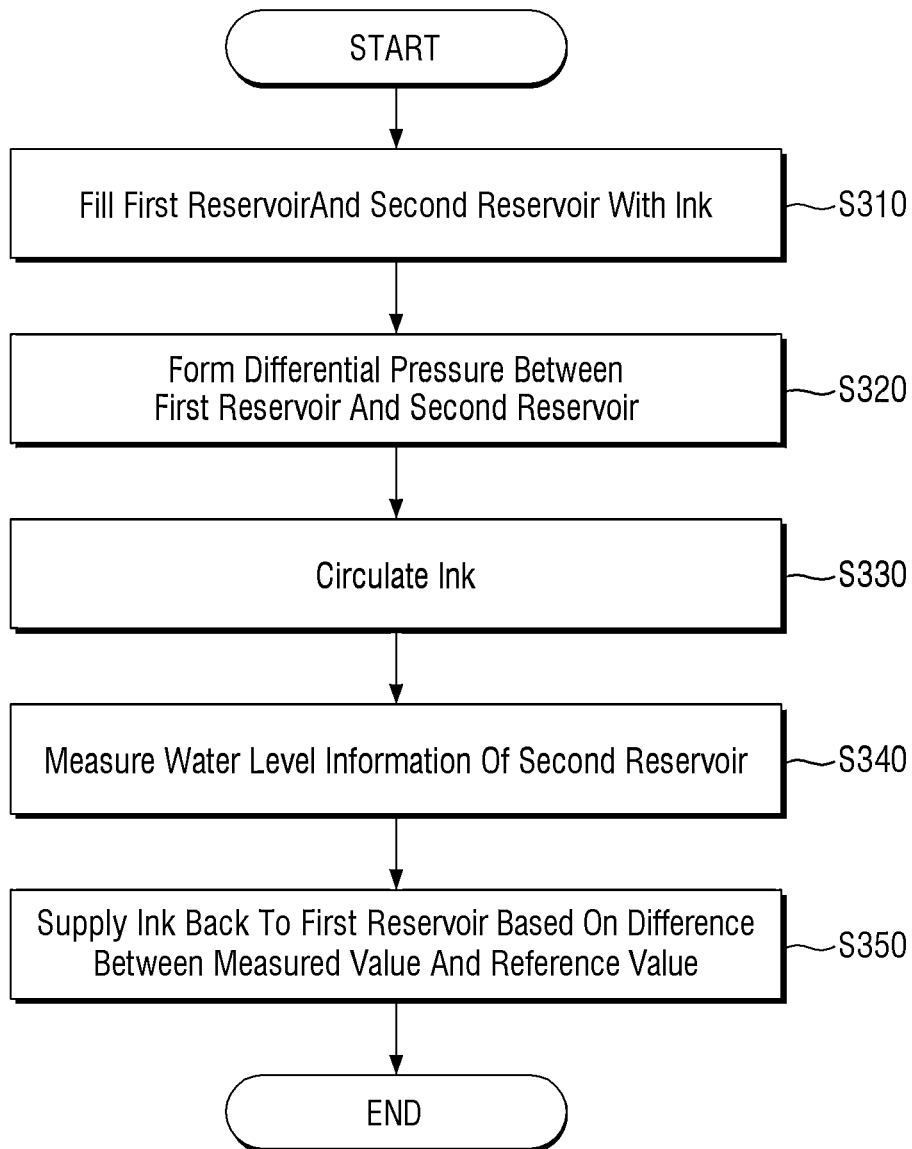 START
Fill First ReservoirAnd Second Reservoir With Ink
S310
Form Differential Pressure Between
First Reservoir And Second Reservoir
S320
Circulate Ink
S330
Measure Water Level Information Of Second Reservoir
S340
Supply Ink Back To First Reservoir Based On Difference
Between Measured Value And Reference Value
S350
END